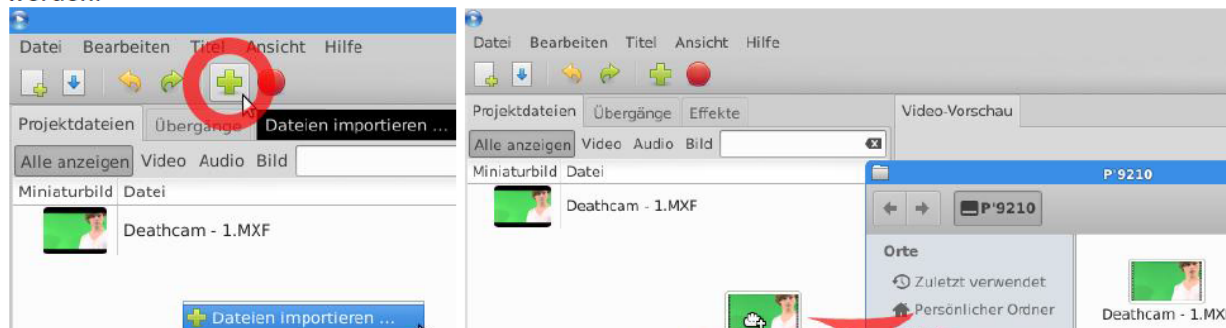 Datei Bearbeiten Titel Ansicht Hilfe
Projektdateien Übergänge Dateien importieren ...
Alle anzeigen Video Audio Bild
Miniaturbild Datei
Deathcam - 1.MXF
Dateien importieren ...
Datei Bearbeiten Titel Ansicht Hilfe
Projektdateien Übergänge Effekte Video-Vorschau
Alle anzeigen Video Audio Bild
Miniaturbild Datei
Deathcam - 1.MXF
P'9210
P'9210
Orte
Zuletzt verwendet
Persönlicher Ordner
Deathcam - 1.MX